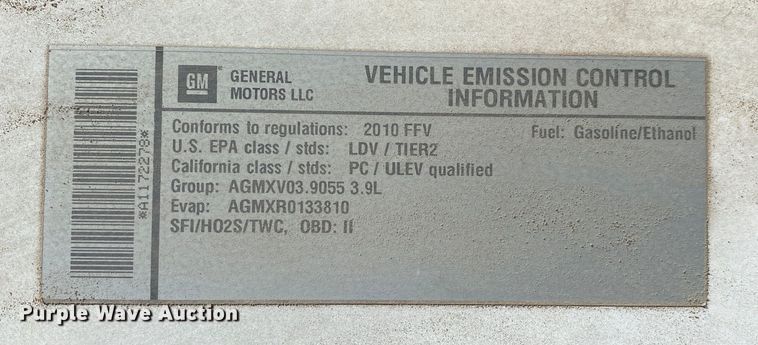 *A1172278*
GM
GENERAL
MOTORS LLC
VEHICLE EMISSION CONTROL
INFORMATION
Conforms to regulations: 2010 FFV
Fuel: Gasoline/Ethanol
U.S. EPA class / stds: LDV / TIER2
California class / stds: PC / ULEV qualified
Group: AGMXV03.9055 3.9L
Evap: AGMXR0133810
SFI/HO2S/TWC, OBD: II
Purple Wave Auction